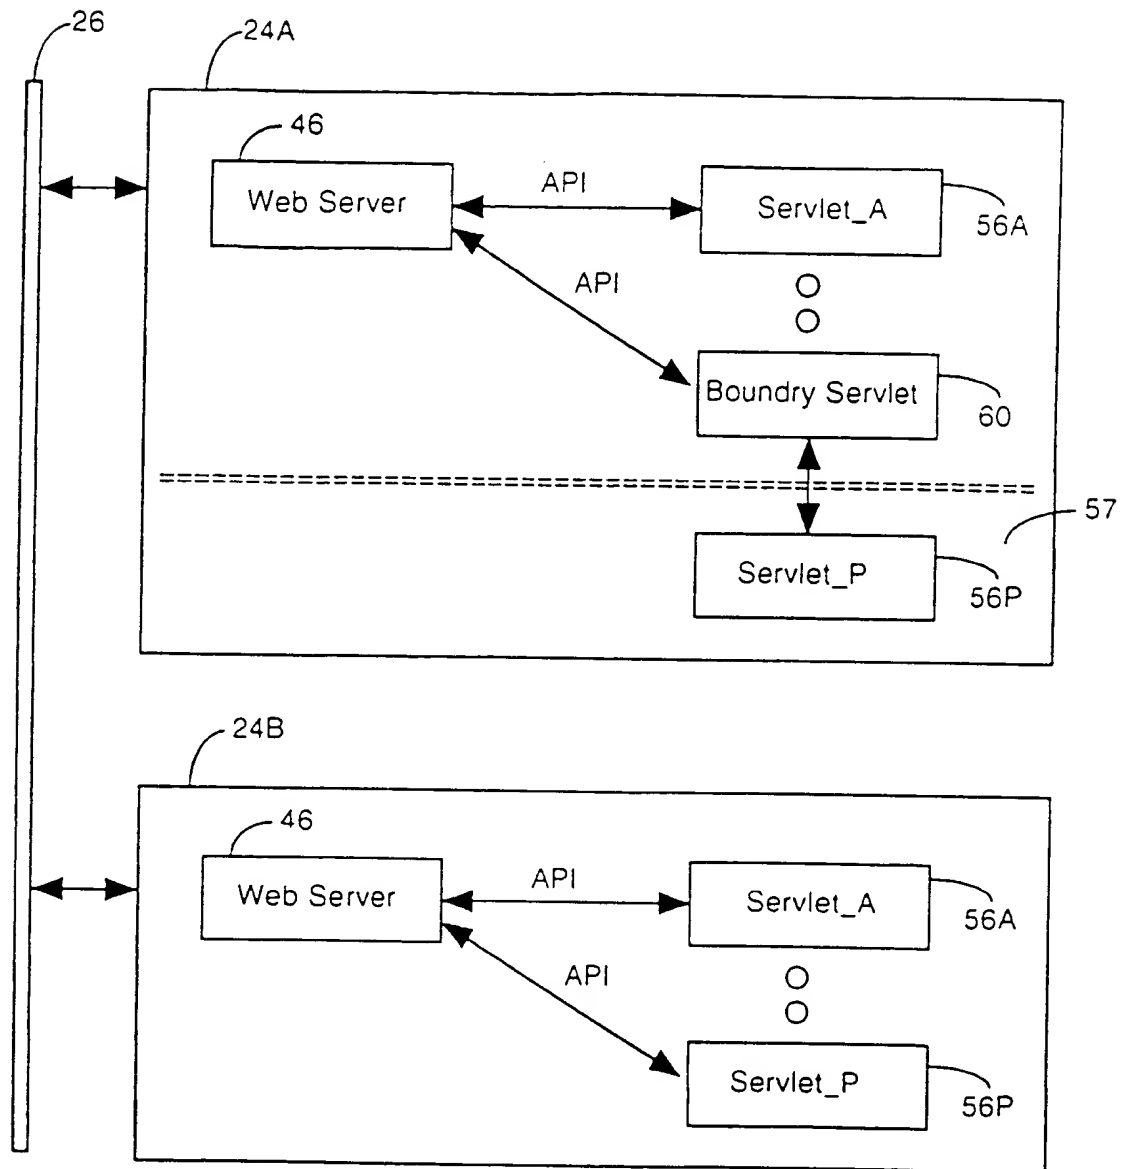 26
24A
46
Web Server
API
Servlet_A
56A
API
Boundry Servlet
60
57
Servlet_P
56P
24B
46
Web Server
API
Servlet_A
56A
API
Servlet_P
56P